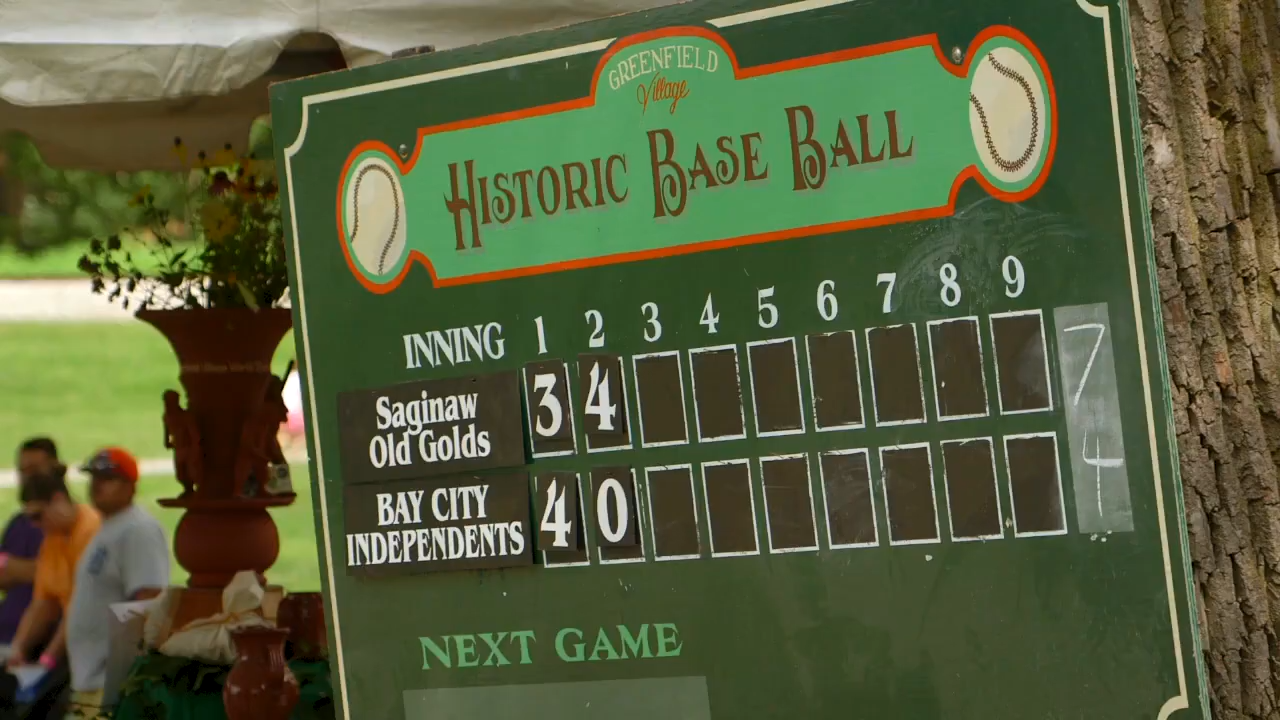 GREENFIELD
Village
HISTORIC BASE BALL
INNING 1 2 3 4 5 6 7 8 9
Saginaw
Old Golds
3 4 7
BAY CITY
INDEPENDENTS
4 0 4
NEXT GAME